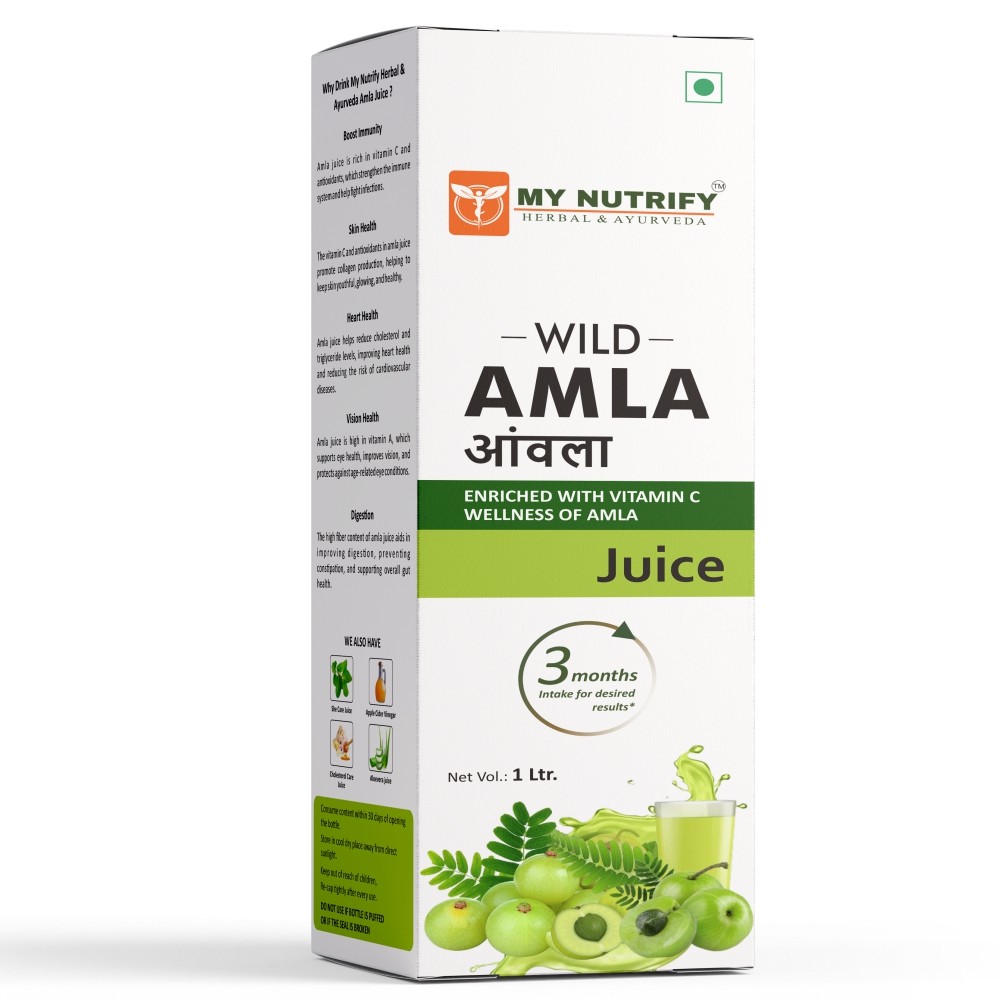 Why Drink My Nutrify Herbal &
Ayurveda Amla Juice ?
Boost Immunity
Amla juice is rich in vitamin C and
antioxidants, which strengthen the immune
system and help fight infections.
Skin Health
The vitamin C and antioxidants in amla juice
promote collagen production, helping to
keep skin youthful, glowing, and healthy.
Heart Health
Amla juice helps reduce cholesterol and
triglyceride levels, improving heart health
and reducing the risk of cardiovascular
diseases.
Vision Health
Amla juice is high in vitamin A, which
supports eye health, improves vision, and
protects against age-related eye conditions.
Digestion
The high fiber content of amla juice aids in
improving digestion, preventing
constipation, and supporting overall gut
health.
WE ALSO HAVE
She Care Juice
Apple Cider Vinegar
Cholesterol Care
Juice
Aloevera juice
Consume content within 30 days of opening
the bottle.
Store in cool dry place away from direct
sunlight.
Keep out of reach of children,
Re-cap tightly after every use.
DO NOT USE IF BOTTLE IS PUFFED
OR IF THE SEAL IS BROKEN
MY NUTRIFY TM
HERBAL & AYURVEDA
– WILD –
AMLA
आंवला
ENRICHED WITH VITAMIN C
WELLNESS OF AMLA
Juice
3 months
Intake for desired
results*
Net Vol.: 1 Ltr.